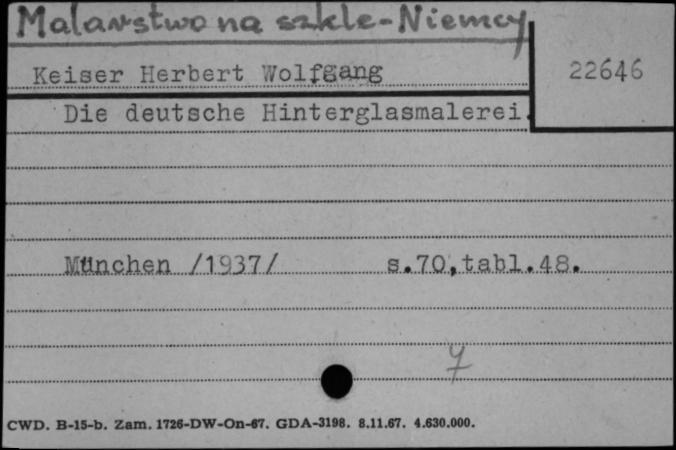 Malarstwo na szkle-Niemcy
Keiser Herbert Wolfgang
22646
Die deutsche Hinterglasmalerei.
München /1937/ s.70,tabl.48.
7
CWD. B-15-b. Zam. 1726-DW-On-67. GDA-3198. 8.11.67. 4.630.000.